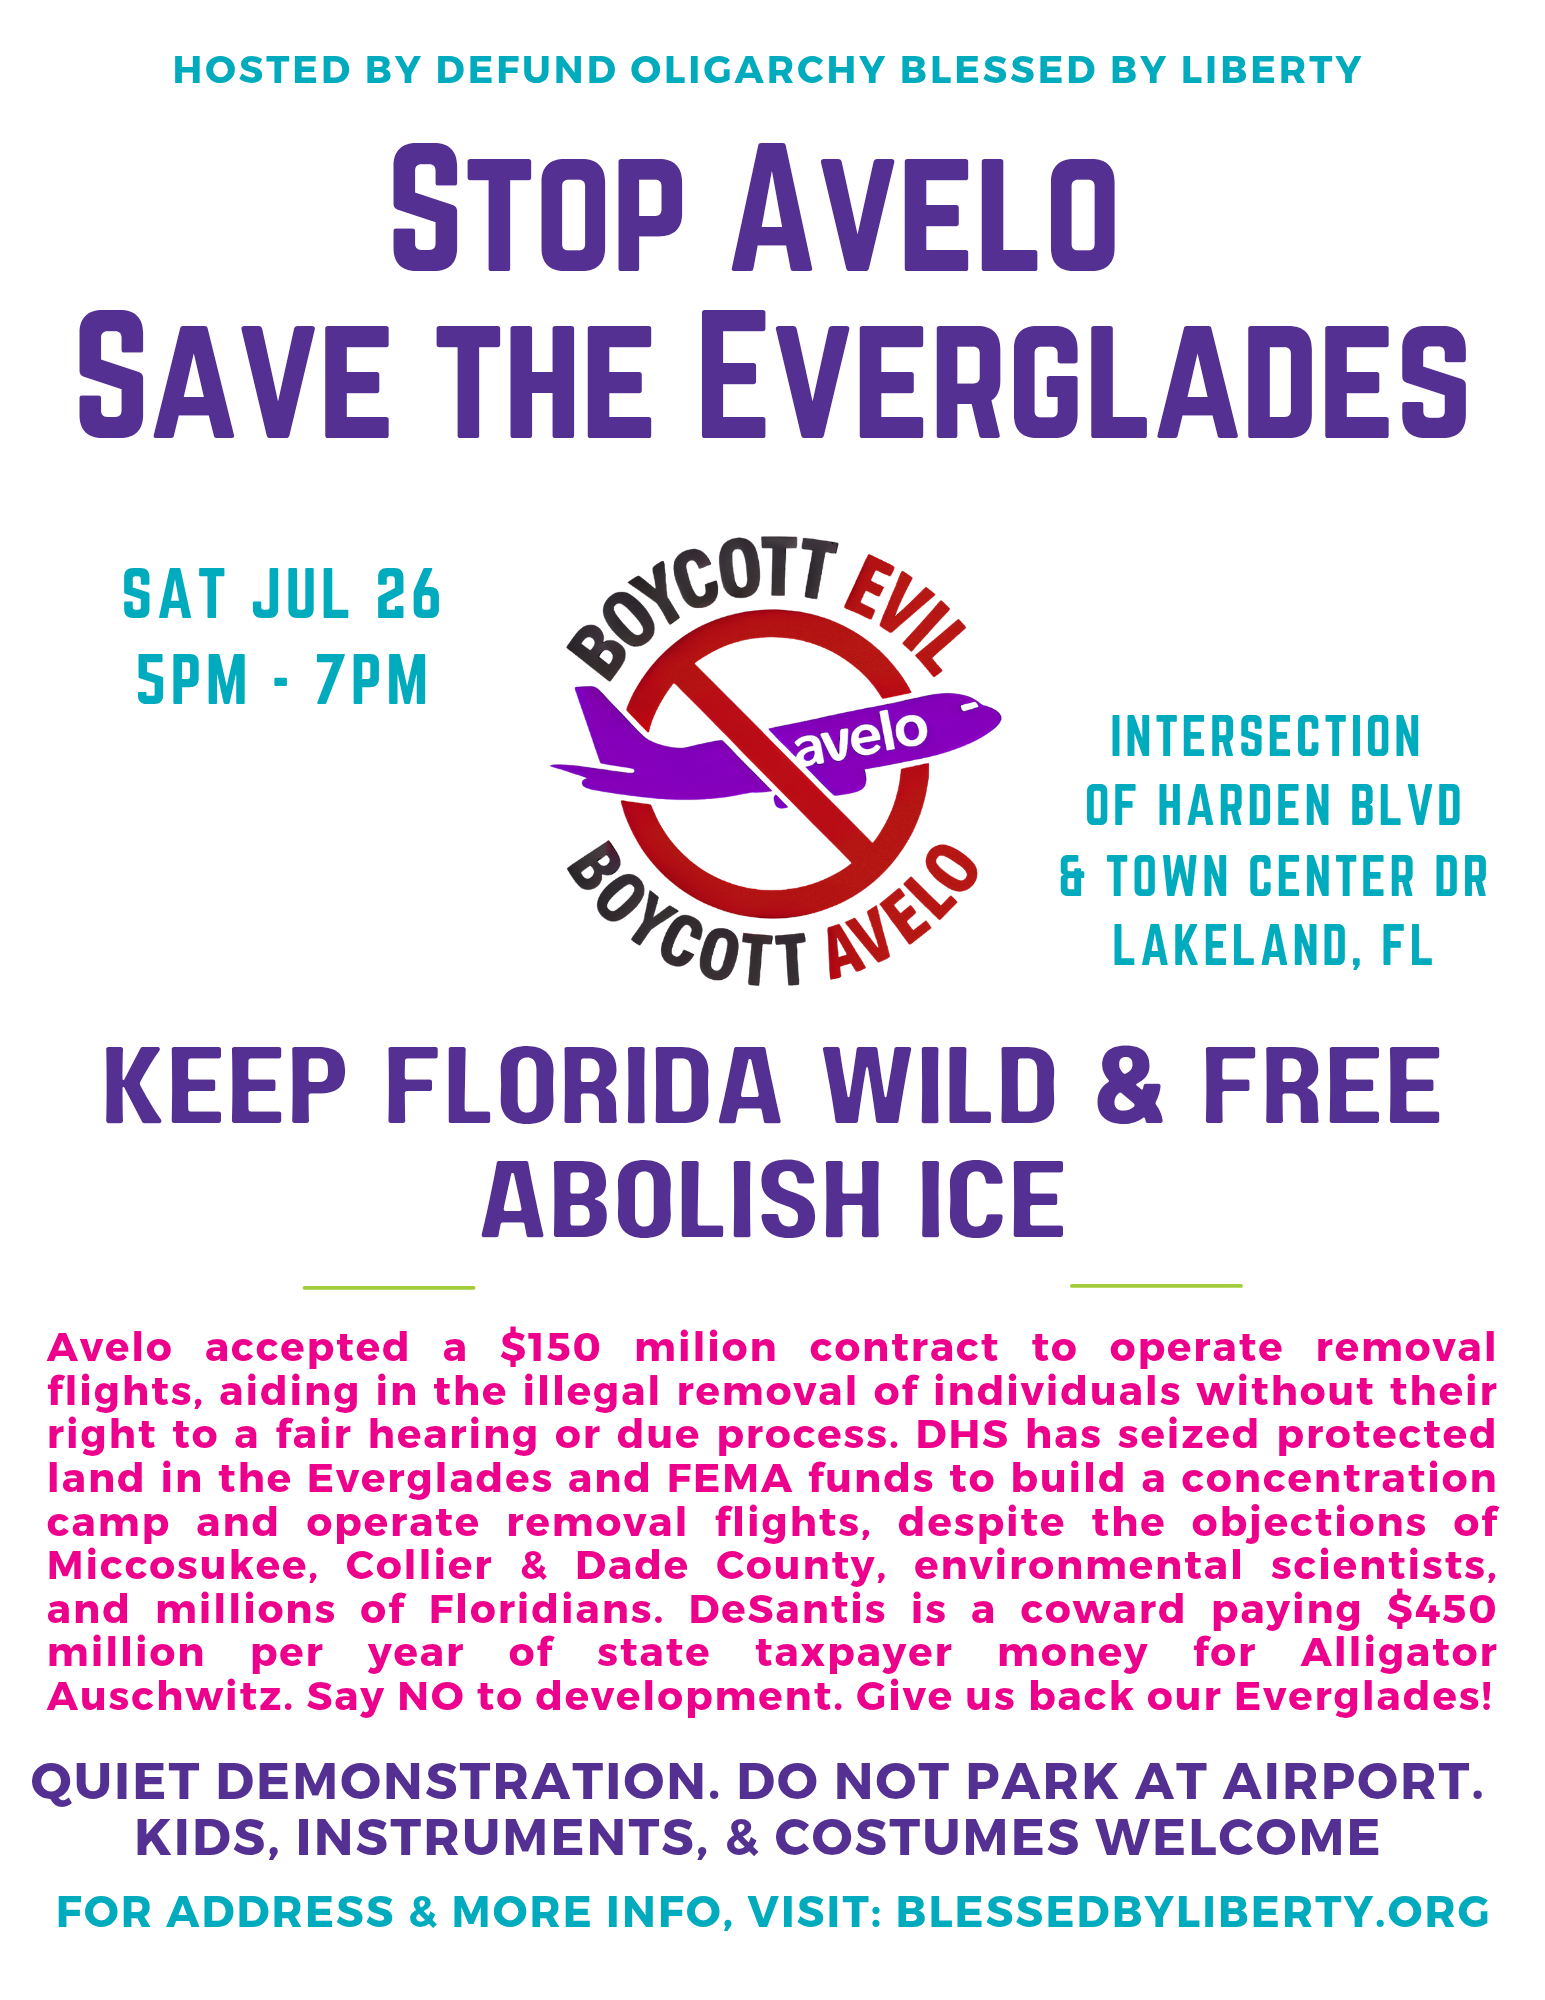 HOSTED BY DEFUND OLIGARCHY BLESSED BY LIBERTY
STOP AVELO
SAVE THE EVERGLADES
SAT JUL 26
5PM - 7PM
BOYCOTT EVIL
avelo
BOYCOTT AVELO
INTERSECTION
OF HARDEN BLVD
& TOWN CENTER DR
LAKELAND, FL
KEEP FLORIDA WILD & FREE
ABOLISH ICE
Avelo accepted a $150 milion contract to operate removal
flights, aiding in the illegal removal of individuals without their
right to a fair hearing or due process. DHS has seized protected
land in the Everglades and FEMA funds to build a concentration
camp and operate removal flights, despite the objections of
Miccosukee, Collier & Dade County, environmental scientists,
and millions of Floridians. DeSantis is a coward paying $450
million per year of state taxpayer money for Alligator
Auschwitz. Say NO to development. Give us back our Everglades!
QUIET DEMONSTRATION. DO NOT PARK AT AIRPORT.
KIDS, INSTRUMENTS, & COSTUMES WELCOME
FOR ADDRESS & MORE INFO, VISIT: BLESSEDBYLIBERTY.ORG